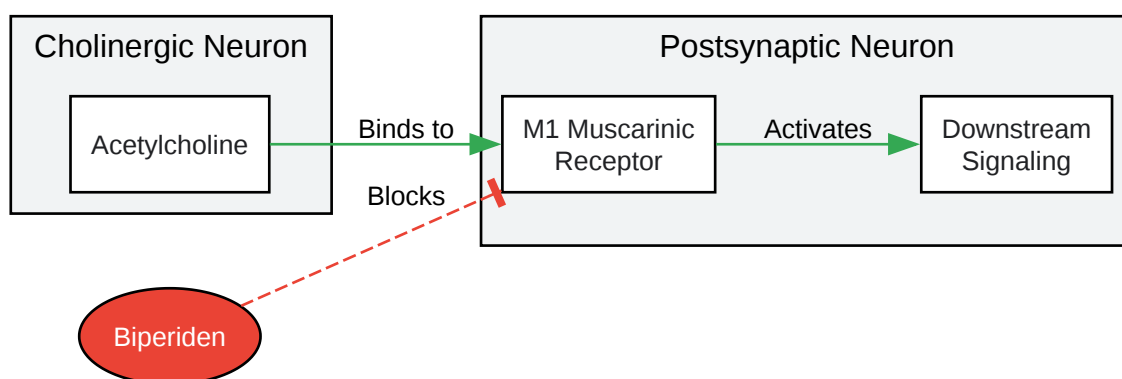 Cholinergic Neuron
Postsynaptic Neuron
Acetylcholine
Binds to
M1 Muscarinic
Receptor
Activates
Downstream
Signaling
Blocks
Biperiden